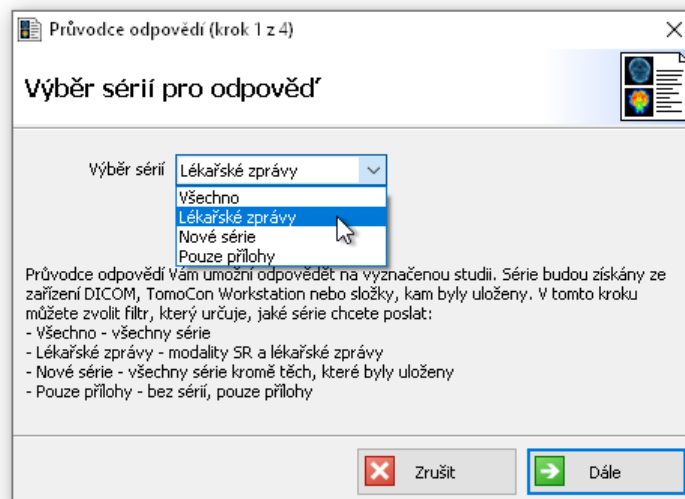 Průvodce odpovědí (krok 1 z 4)
Výběr sérií pro odpověď
Výběr sérií
Lékařské zprávy
Všechno
Lékařské zprávy
Nové série
Pouze přílohy
Průvodce odpovědí Vám umožní odpovědět na vyznačenou studii. Série budou získány ze
zařízení DICOM, TomoCon Workstation nebo složky, kam byly uloženy. V tomto kroku
můžete zvolit filtr, který určuje, jaké série chcete poslat:
- Všechno - všechny série
- Lékařské zprávy - modality SR a lékařské zprávy
- Nové série - všechny série kromě těch, které byly uloženy
- Pouze přílohy - bez sérií, pouze přílohy
Zrušit
Dále